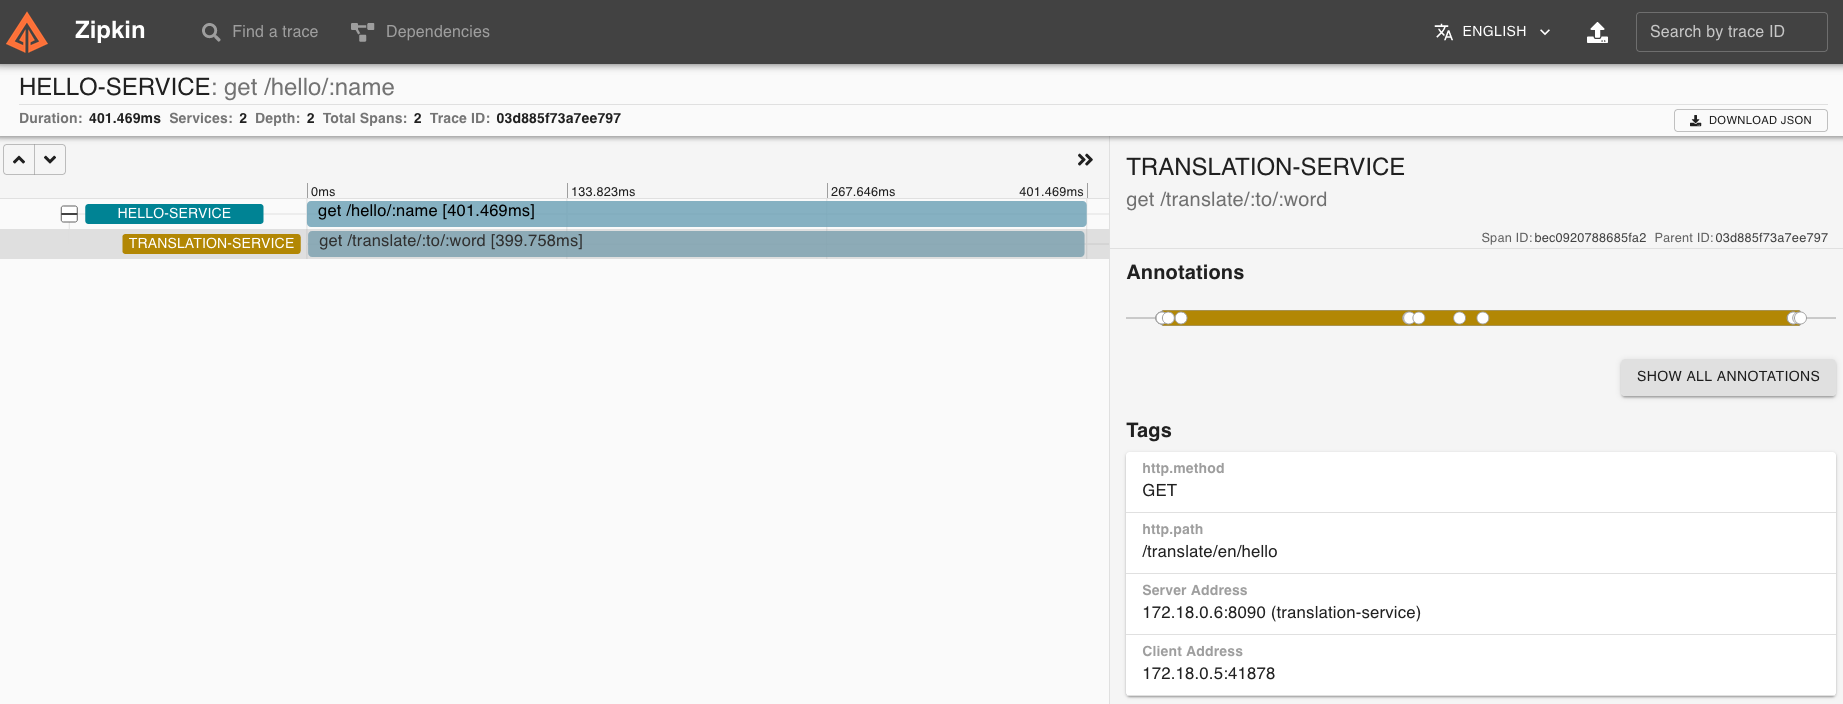 Zipkin
Find a trace
Dependencies
ENGLISH
Search by trace ID
HELLO-SERVICE: get /hello/:name
Duration: 401.469ms Services: 2 Depth: 2 Total Spans: 2 Trace ID: 03d885f73a7ee797
DOWNLOAD JSON
0ms 133.823ms 267.646ms 401.469ms
HELLO-SERVICE get /hello/:name [401.469ms]
TRANSLATION-SERVICE get /translate/:to/:word [399.758ms]
TRANSLATION-SERVICE
get /translate/:to/:word
Span ID: bec0920788685fa2 Parent ID: 03d885f73a7ee797
Annotations
SHOW ALL ANNOTATIONS
Tags
http.method
GET
http.path
/translate/en/hello
Server Address
172.18.0.6:8090 (translation-service)
Client Address
172.18.0.5:41878